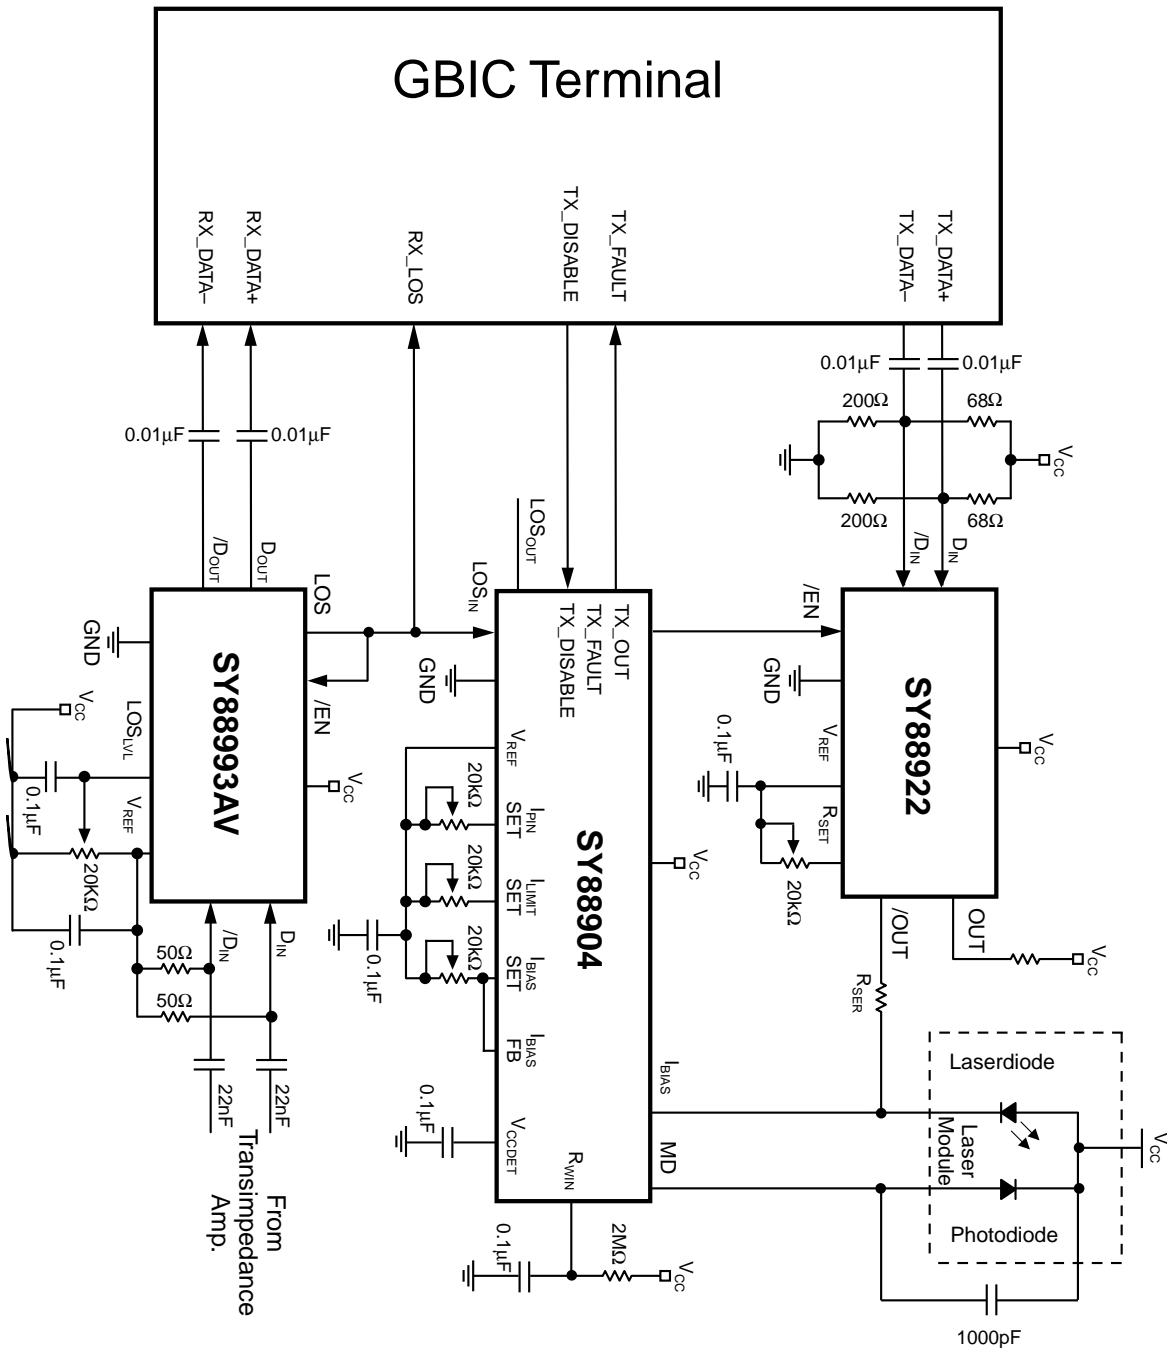 GBIC Terminal
RX_DATA–
RX_DATA+
RX_LOS
TX_DISABLE
TX_FAULT
TX_DATA–
TX_DATA+
0.01µF
0.01µF
200Ω
68Ω
VCC
200Ω
68Ω
0.01µF
0.01µF
/DOUT
DOUT
LOS
LOSOUT
LOSIN
/DIN
DIN
/EN
GND
SY88993AV
/EN
VCC
LOSLVL
VCC
VREF
0.1µF
20KΩ
0.1µF
/DIN
DIN
50Ω
50Ω
22nF
22nF
From
Transimpedance
Amp.
TX_OUT
TX_FAULT
TX_DISABLE
GND
VREF
SY88904
VCC
20kΩ
IPIN
SET
20kΩ
ILIMIT
SET
20kΩ
IBIAS
SET
0.1µF
IBIAS
FB
0.1µF
VCCDET
RWIN
IBIAS
MD
0.1µF
2MΩ
VCC
GND
SY88922
VCC
VREF
0.1µF
RSET
20kΩ
/OUT
OUT
VCC
RSER
Laserdiode
Laser
Module
VCC
Photodiode
1000pF